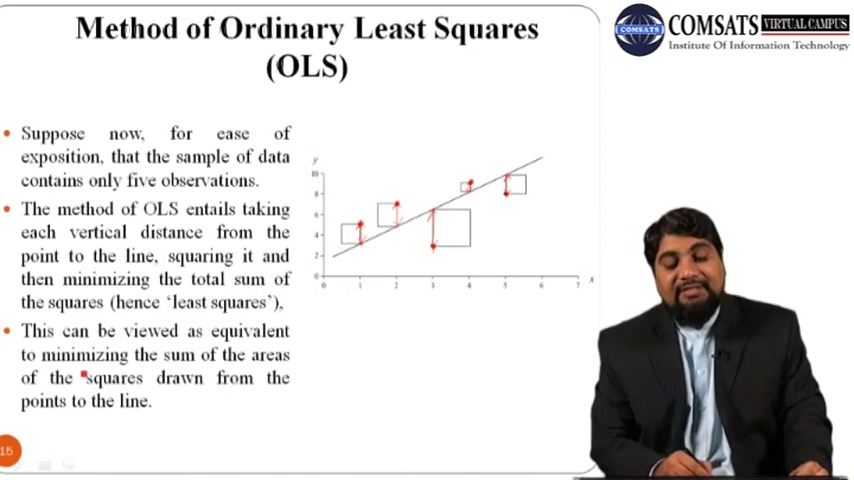 Method of Ordinary Least Squares
(OLS)
COMSATS
COMSATS VIRTUAL CAMPUS
Institute Of Information Technology
• Suppose now, for ease of
exposition, that the sample of data
contains only five observations.
• The method of OLS entails taking
each vertical distance from the
point to the line, squaring it and
then minimizing the total sum of
the squares (hence ‘least squares’),
• This can be viewed as equivalent
to minimizing the sum of the areas
of the squares drawn from the
points to the line.
y
10
8
6
4
2
0
0 1 2 3 4 5 6 7 x
15